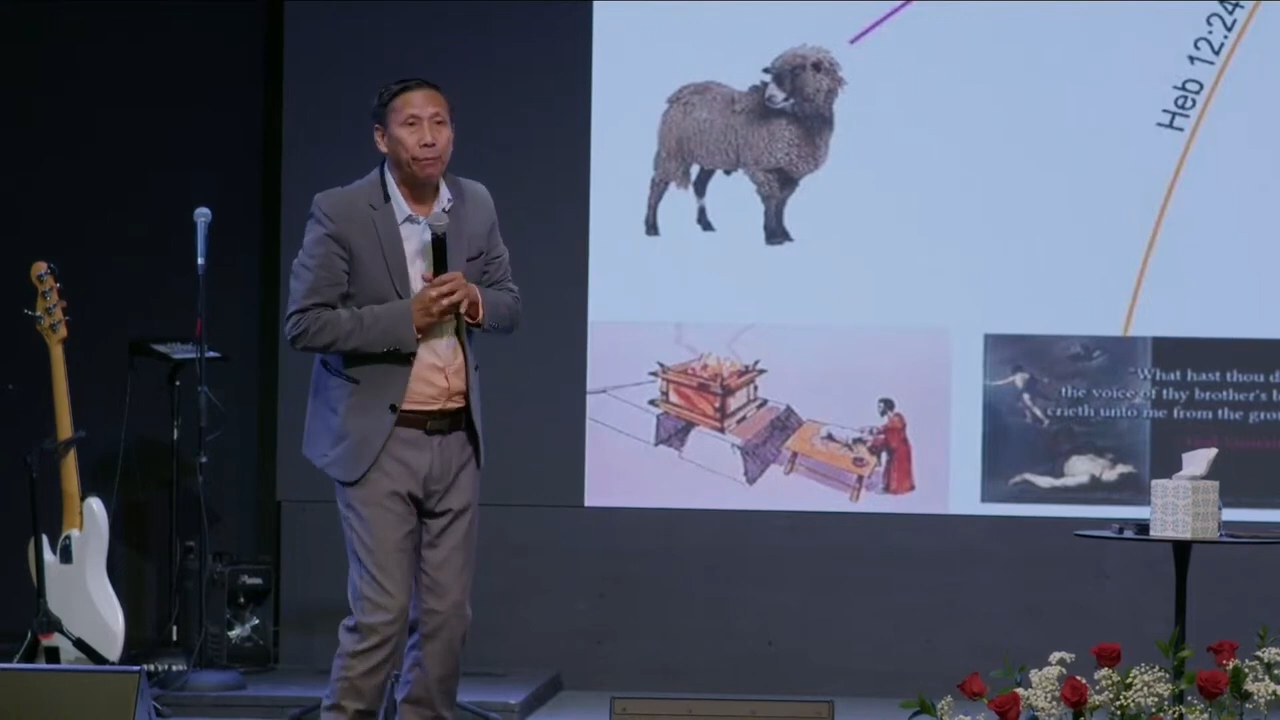 Heb 12:24
"What hast thou d
the voice of thy brother's b
crieth unto me from the gro